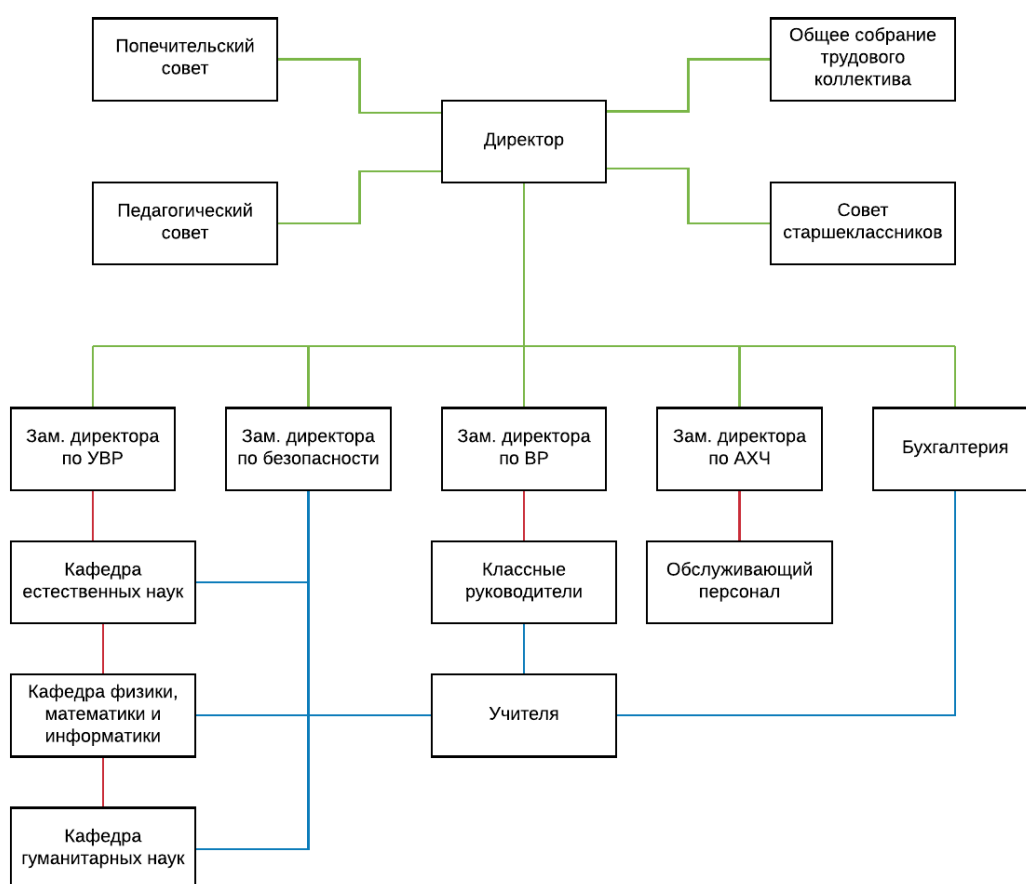 Попечительский
совет
Общее собрание
трудового
коллектива
Директор
Педагогический
совет
Совет
старшеклассников
Зам. директора
по УВР
Зам. директора
по безопасности
Зам. директора
по ВР
Зам. директора
по АХЧ
Бухгалтерия
Кафедра
естественных наук
Классные
руководители
Обслуживающий
персонал
Кафедра физики,
математики и
информатики
Учителя
Кафедра
гуманитарных наук